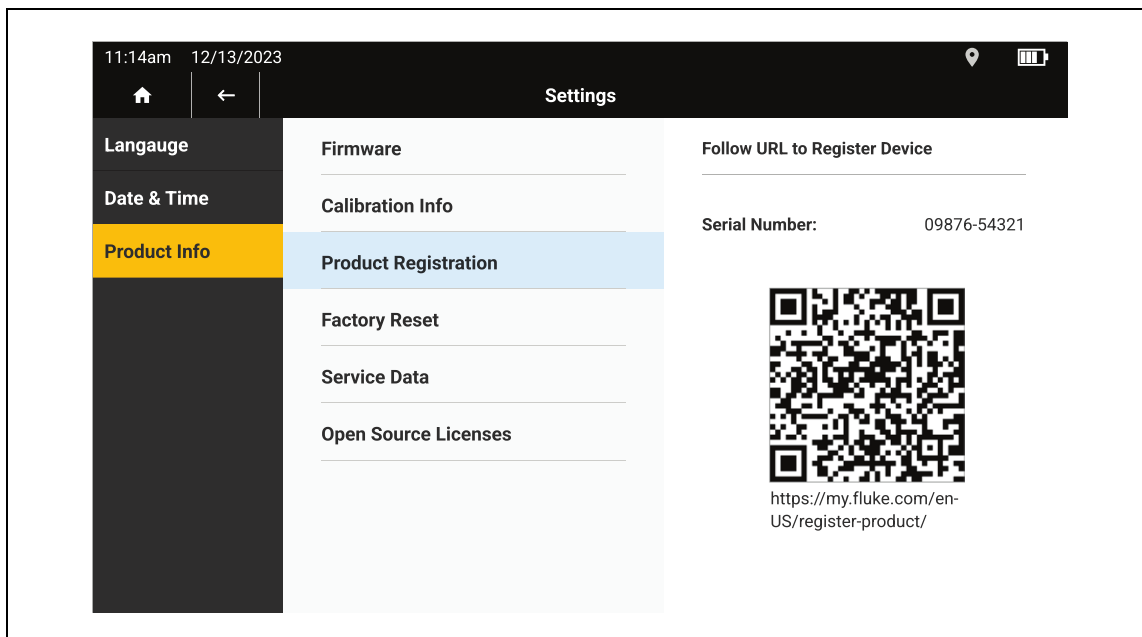 11:14am 12/13/2023
Settings
Langauge
Date & Time
Product Info
Firmware
Calibration Info
Product Registration
Factory Reset
Service Data
Open Source Licenses
Follow URL to Register Device
Serial Number: 09876-54321
https://my.fluke.com/en-
US/register-product/